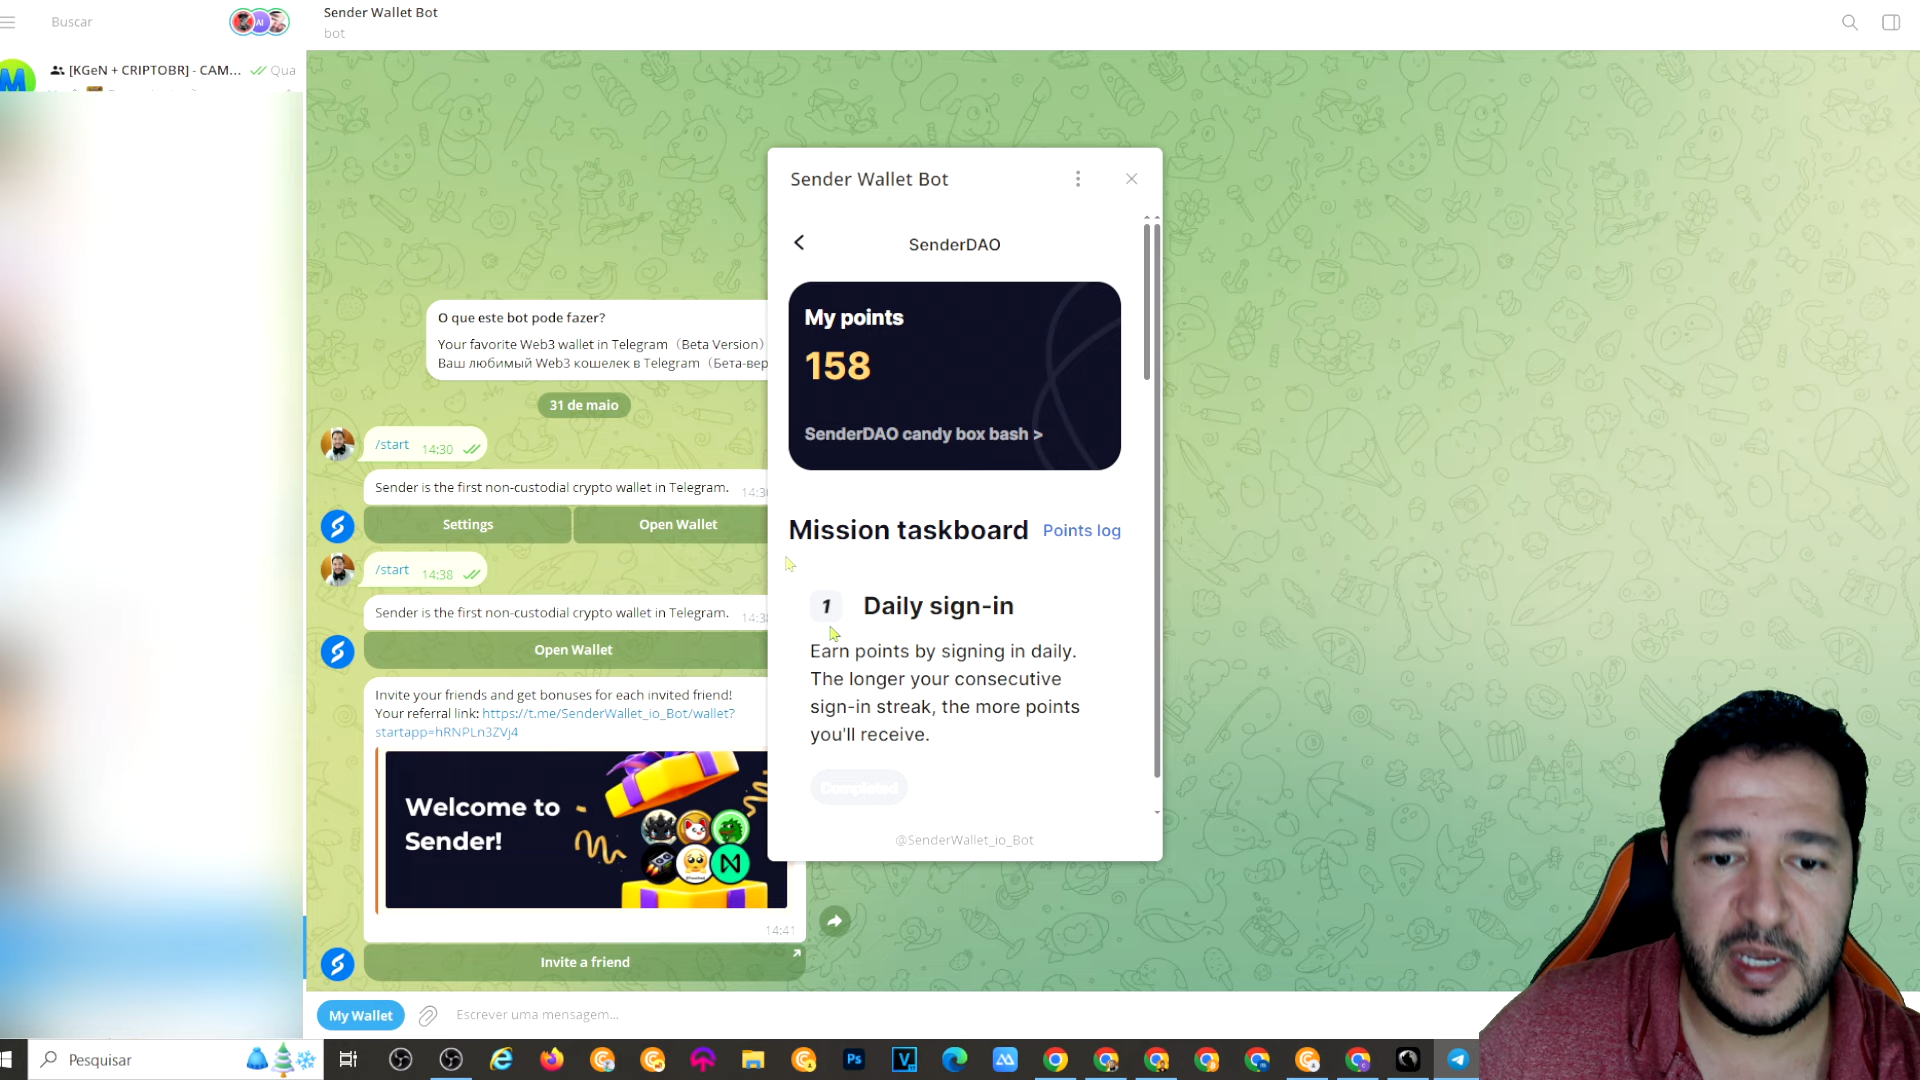 Buscar
Sender Wallet Bot
bot
[KGeN + CRIPTOBR] - CAM...
Qua
O que este bot pode fazer?
Your favorite Web3 wallet in Telegram（Beta Version）
Ваш любимый Web3 кошелек в Telegram（Бета-вер
31 de maio
/start 14:30
Sender is the first non-custodial crypto wallet in Telegram.
Settings
Open Wallet
/start 14:38
Sender is the first non-custodial crypto wallet in Telegram.
Open Wallet
Invite your friends and get bonuses for each invited friend!
Your referral link: https://t.me/SenderWallet_io_Bot/wallet?
startapp=hRNPLn3ZVj4
Welcome to
Sender!
14:41
Invite a friend
My Wallet
Escrever uma mensagem...
Sender Wallet Bot
SenderDAO
My points
158
SenderDAO candy box bash >
Mission taskboard
Points log
1 Daily sign-in
Earn points by signing in daily.
The longer your consecutive
sign-in streak, the more points
you'll receive.
Completed
@SenderWallet_io_Bot
Pesquisar
Ps
V